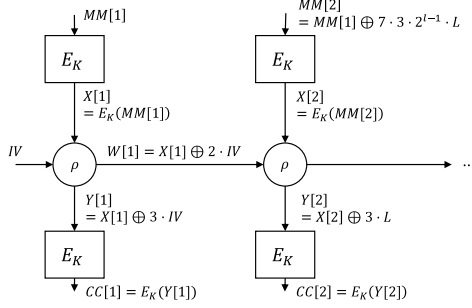 MM[1]
MM[2]
= MM[1] ⊕ 7 · 3 · 2^{l−1} · L
E_K
E_K
X[1]
= E_K(MM[1])
X[2]
= E_K(MM[2])
IV
ρ
W[1] = X[1] ⊕ 2 · IV
ρ
...
Y[1]
= X[1] ⊕ 3 · IV
Y[2]
= X[2] ⊕ 3 · L
E_K
E_K
CC[1] = E_K(Y[1])
CC[2] = E_K(Y[2])